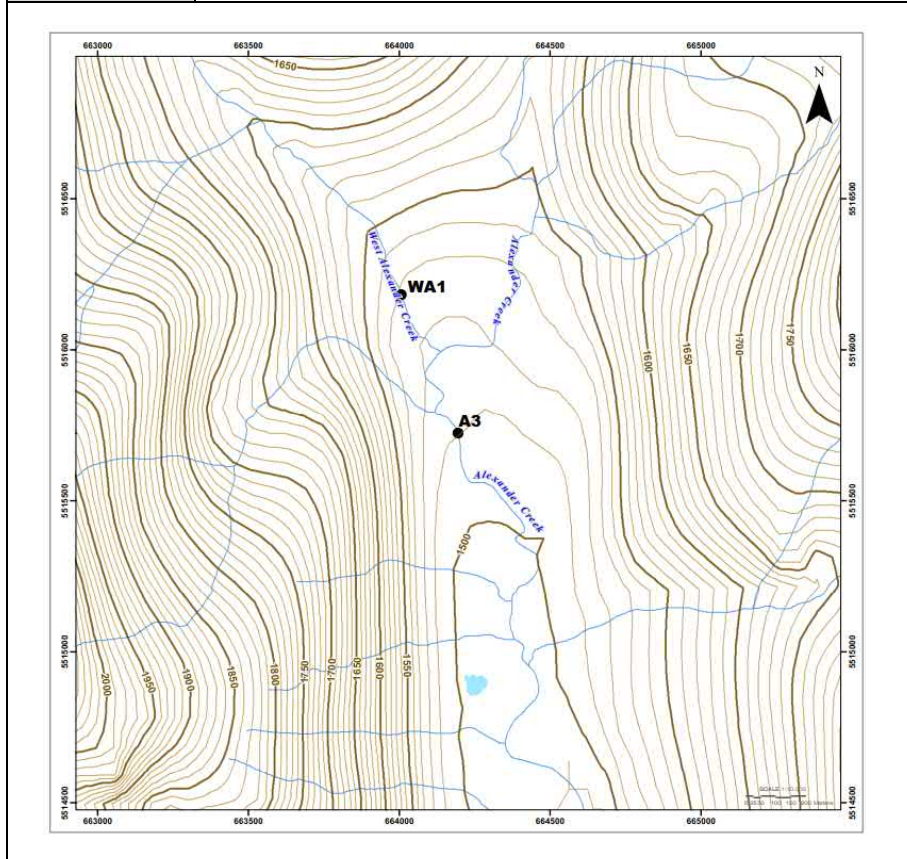 663000 663500 664000 664500 665000
1650
N
5516500 5516500
West Alexander Creek
Alexander Creek
WA1
1750
1700
1650
1600
5516000 5516000
A3
Alexander Creek
5515500 5515500
1500
5515000 5515000
2000 1950 1900 1850 1800 1750 1700 1650 1600 1550
5514500 5514500
663000 663500 664000 664500 665000